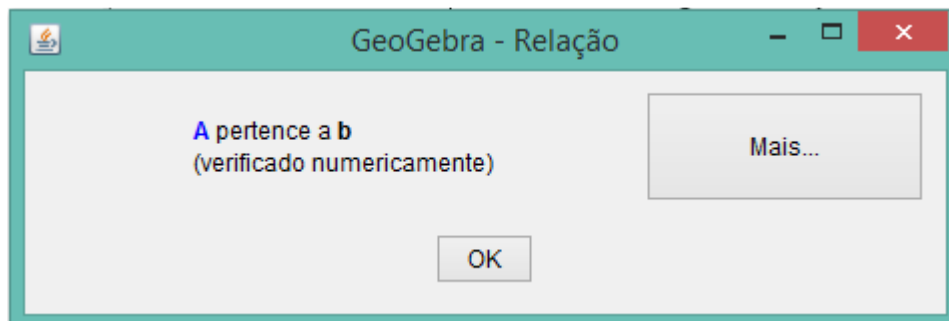 GeoGebra - Relação
A pertence a b
(verificado numericamente)
Mais...
OK